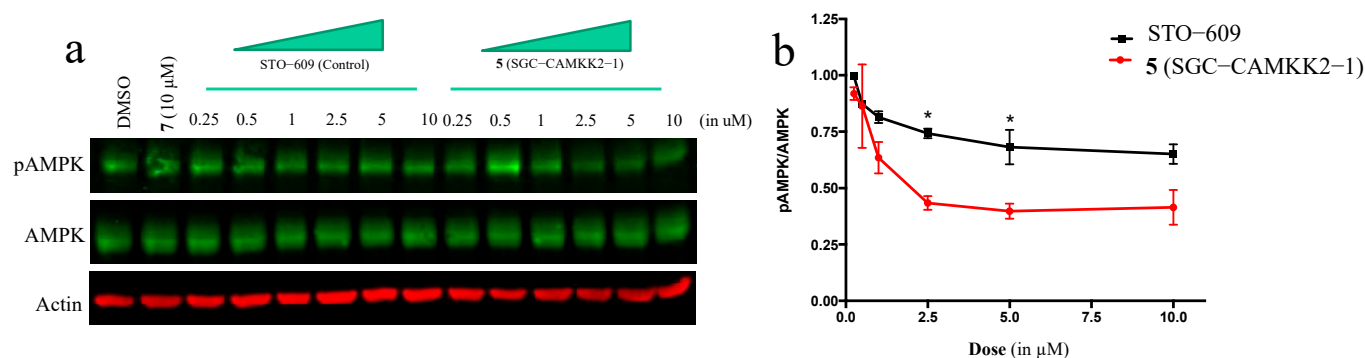 a
STO−609 (Control)
5 (SGC−CAMKK2−1)
DMSO
7 (10 µM)
0.25 0.5 1 2.5 5 10 0.25 0.5 1 2.5 5 10 (in uM)
pAMPK
AMPK
Actin
b
STO−609
5 (SGC−CAMKK2−1)
pAMPK/AMPK
1.25
1.00
0.75
0.50
0.25
0.00
* *
0.0 2.5 5.0 7.5 10.0
Dose (in µM)